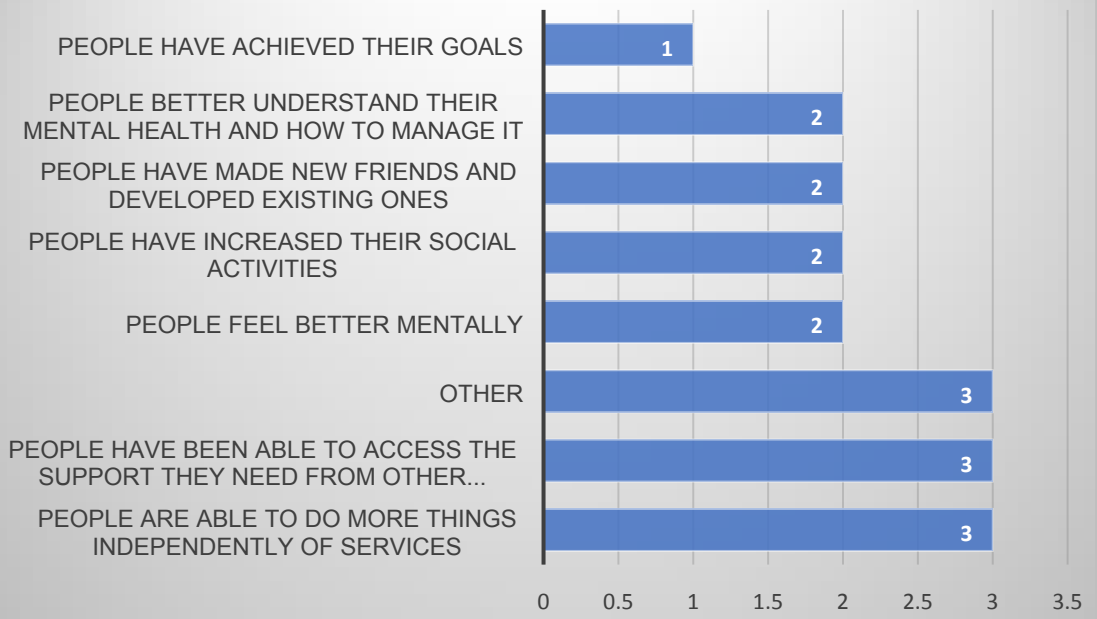 PEOPLE HAVE ACHIEVED THEIR GOALS
1
PEOPLE BETTER UNDERSTAND THEIR
MENTAL HEALTH AND HOW TO MANAGE IT
2
PEOPLE HAVE MADE NEW FRIENDS AND
DEVELOPED EXISTING ONES
2
PEOPLE HAVE INCREASED THEIR SOCIAL
ACTIVITIES
2
PEOPLE FEEL BETTER MENTALLY
2
OTHER
3
PEOPLE HAVE BEEN ABLE TO ACCESS THE
SUPPORT THEY NEED FROM OTHER...
3
PEOPLE ARE ABLE TO DO MORE THINGS
INDEPENDENTLY OF SERVICES
3
0 0.5 1 1.5 2 2.5 3 3.5